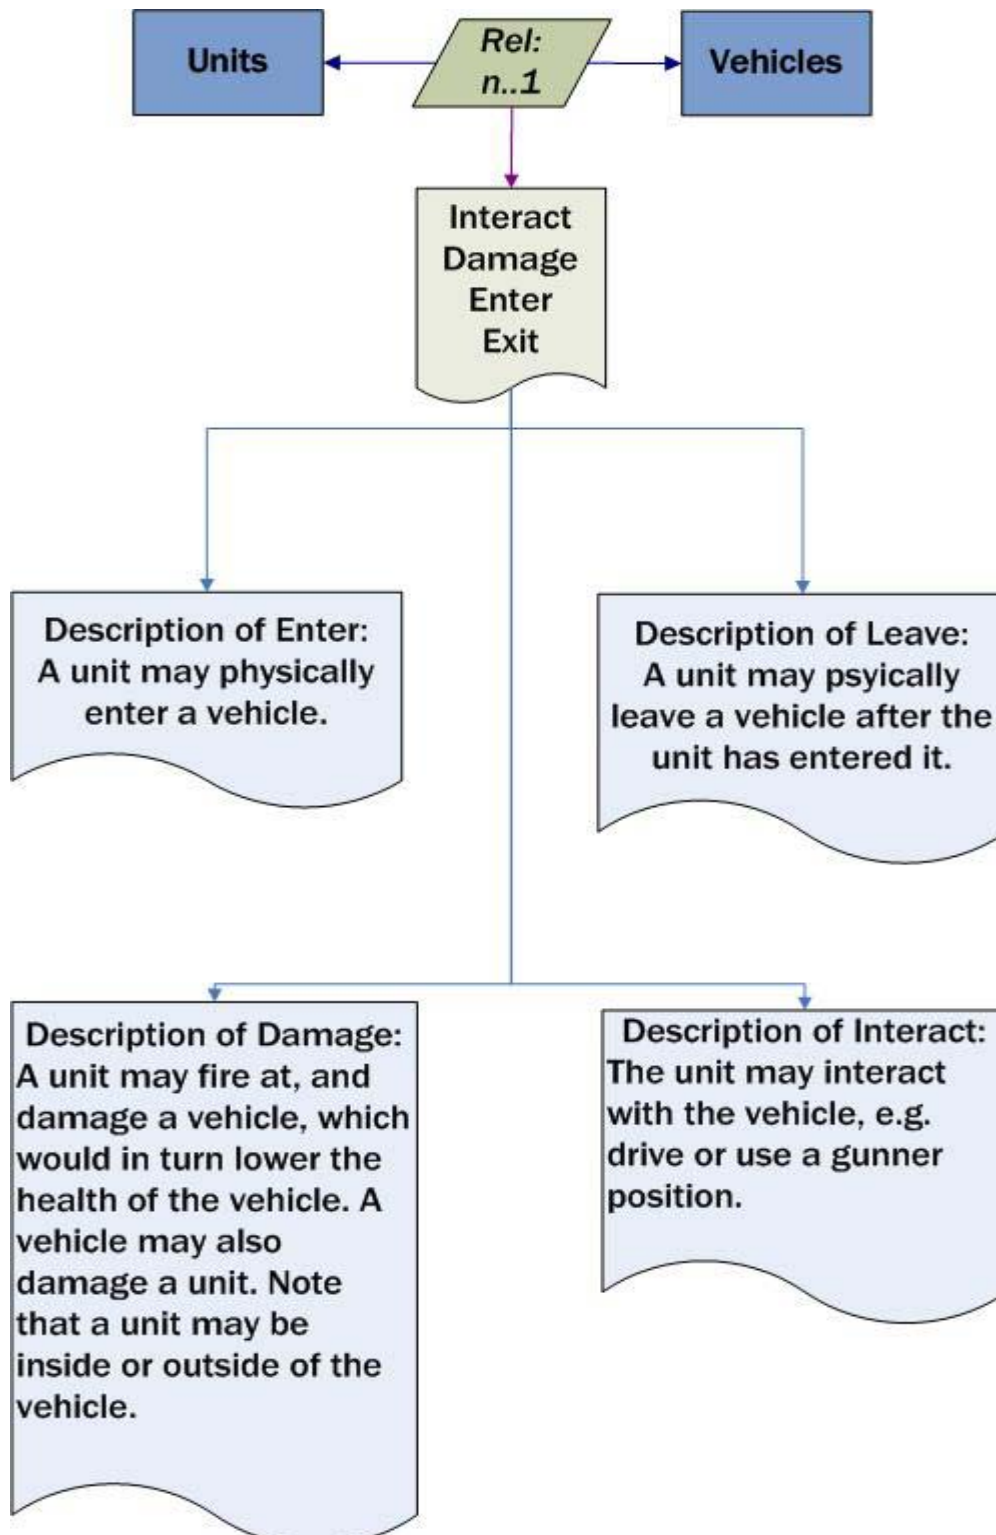 Units
Rel:
n..1
Vehicles
Interact
Damage
Enter
Exit
Description of Enter:
A unit may physically
enter a vehicle.
Description of Leave:
A unit may psyically
leave a vehicle after the
unit has entered it.
Description of Damage:
A unit may fire at, and
damage a vehicle, which
would in turn lower the
health of the vehicle. A
vehicle may also
damage a unit. Note
that a unit may be
inside or outside of the
vehicle.
Description of Interact:
The unit may interact
with the vehicle, e.g.
drive or use a gunner
position.